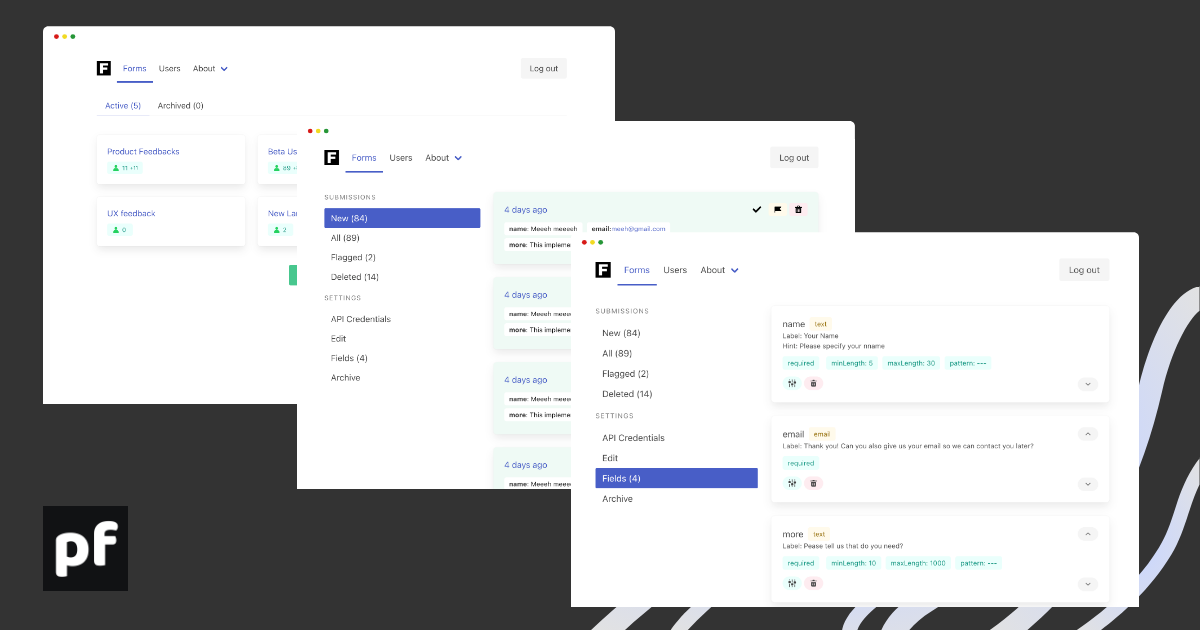 F Forms Users About Log out
Active (5) Archived (0)
Product Feedbacks
11 +11
Beta Us
89
UX feedback
0
New La
2
F Forms Users About Log out
SUBMISSIONS
New (84)
All (89)
Flagged (2)
Deleted (14)
SETTINGS
API Credentials
Edit
Fields (4)
Archive
4 days ago
name: Meeeh meeeeh email:meeh@gmail.com
more: This impleme
4 days ago
name: Meeeh meeee
more: This impleme
4 days ago
name: Meeeh meeee
more: This impleme
4 days ago
name: Meeeh meeee
F Forms Users About Log out
SUBMISSIONS
New (84)
All (89)
Flagged (2)
Deleted (14)
SETTINGS
API Credentials
Edit
Fields (4)
Archive
name text
Label: Your Name
Hint: Please specify your nname
required minLength: 5 maxLength: 30 pattern: ---
email email
Label: Thank you! Can you also give us your email so we can contact you later?
required
more text
Label: Pease tell us that do you need?
required minLength: 10 maxLength: 1000 pattern: ---
pf